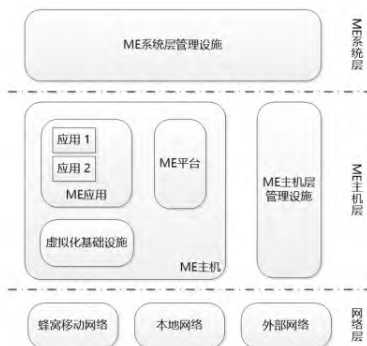 ME系统层管理设施
ME系统层
应用 1
应用 2
ME应用
ME平台
虚拟化基础设施
ME主机
ME主机层
管理设施
ME主机层
蜂窝移动网络
本地网络
外部网络
网络层